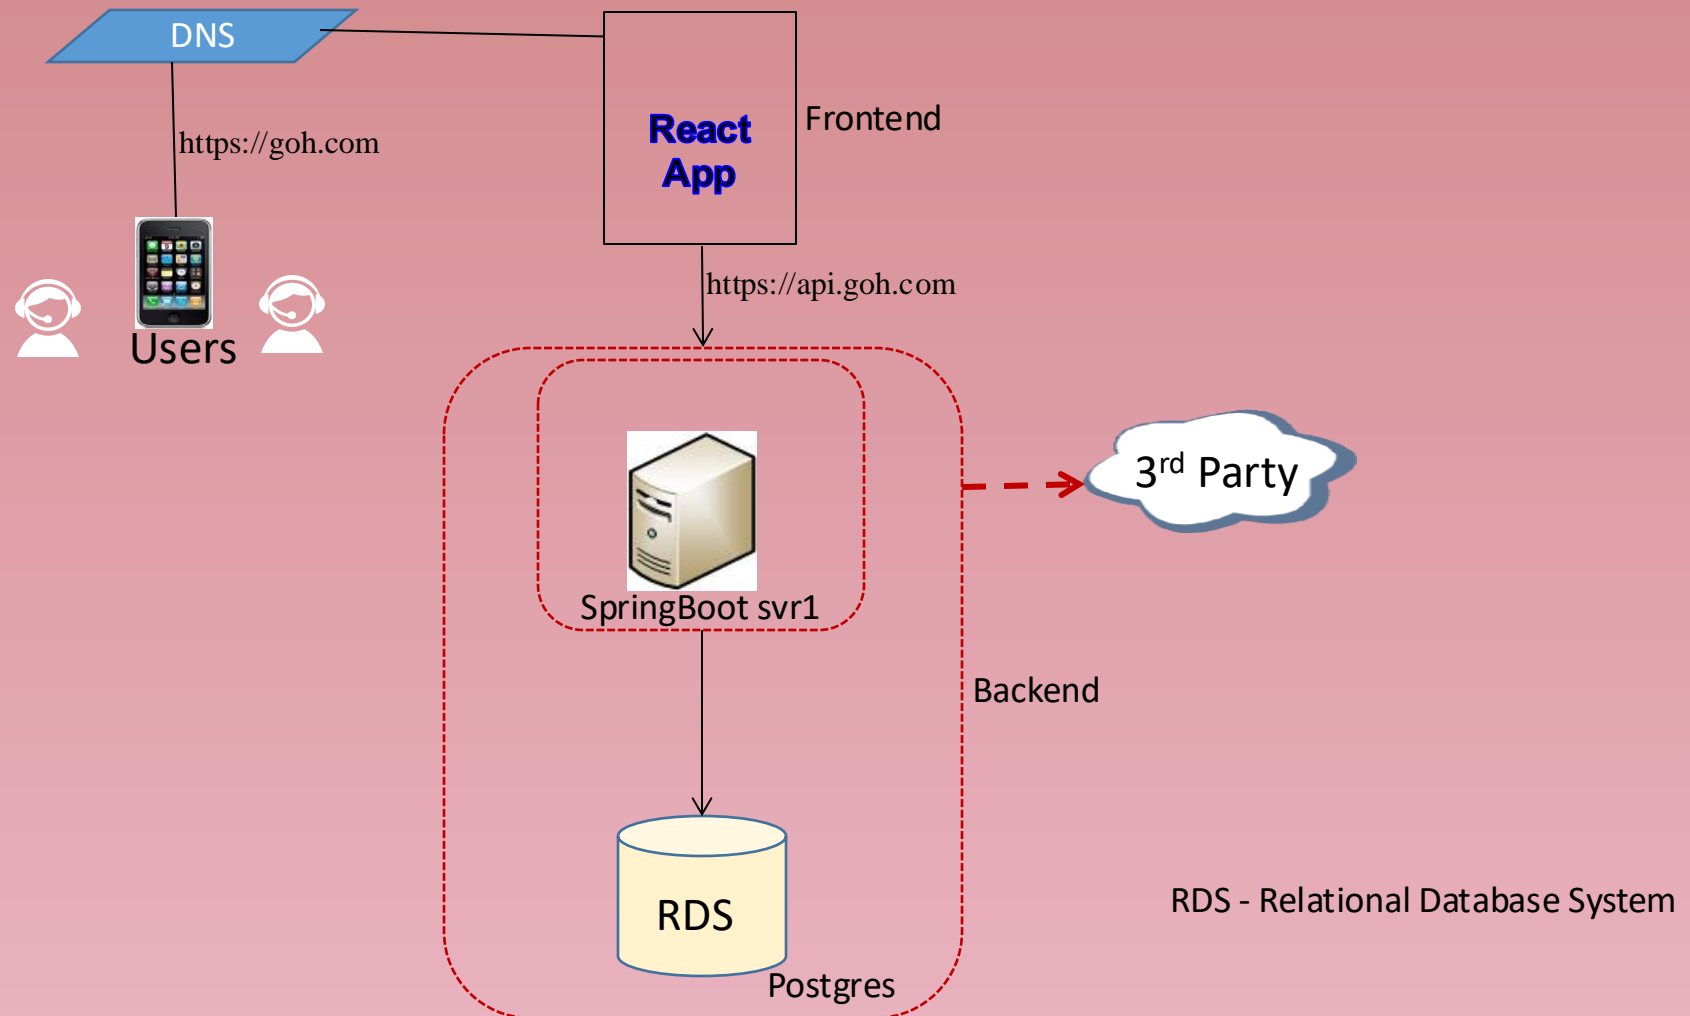 DNS
https://goh.com
Users
React
App
Frontend
https://api.goh.com
SpringBoot svr1
3rd Party
Backend
RDS
Postgres
RDS - Relational Database System